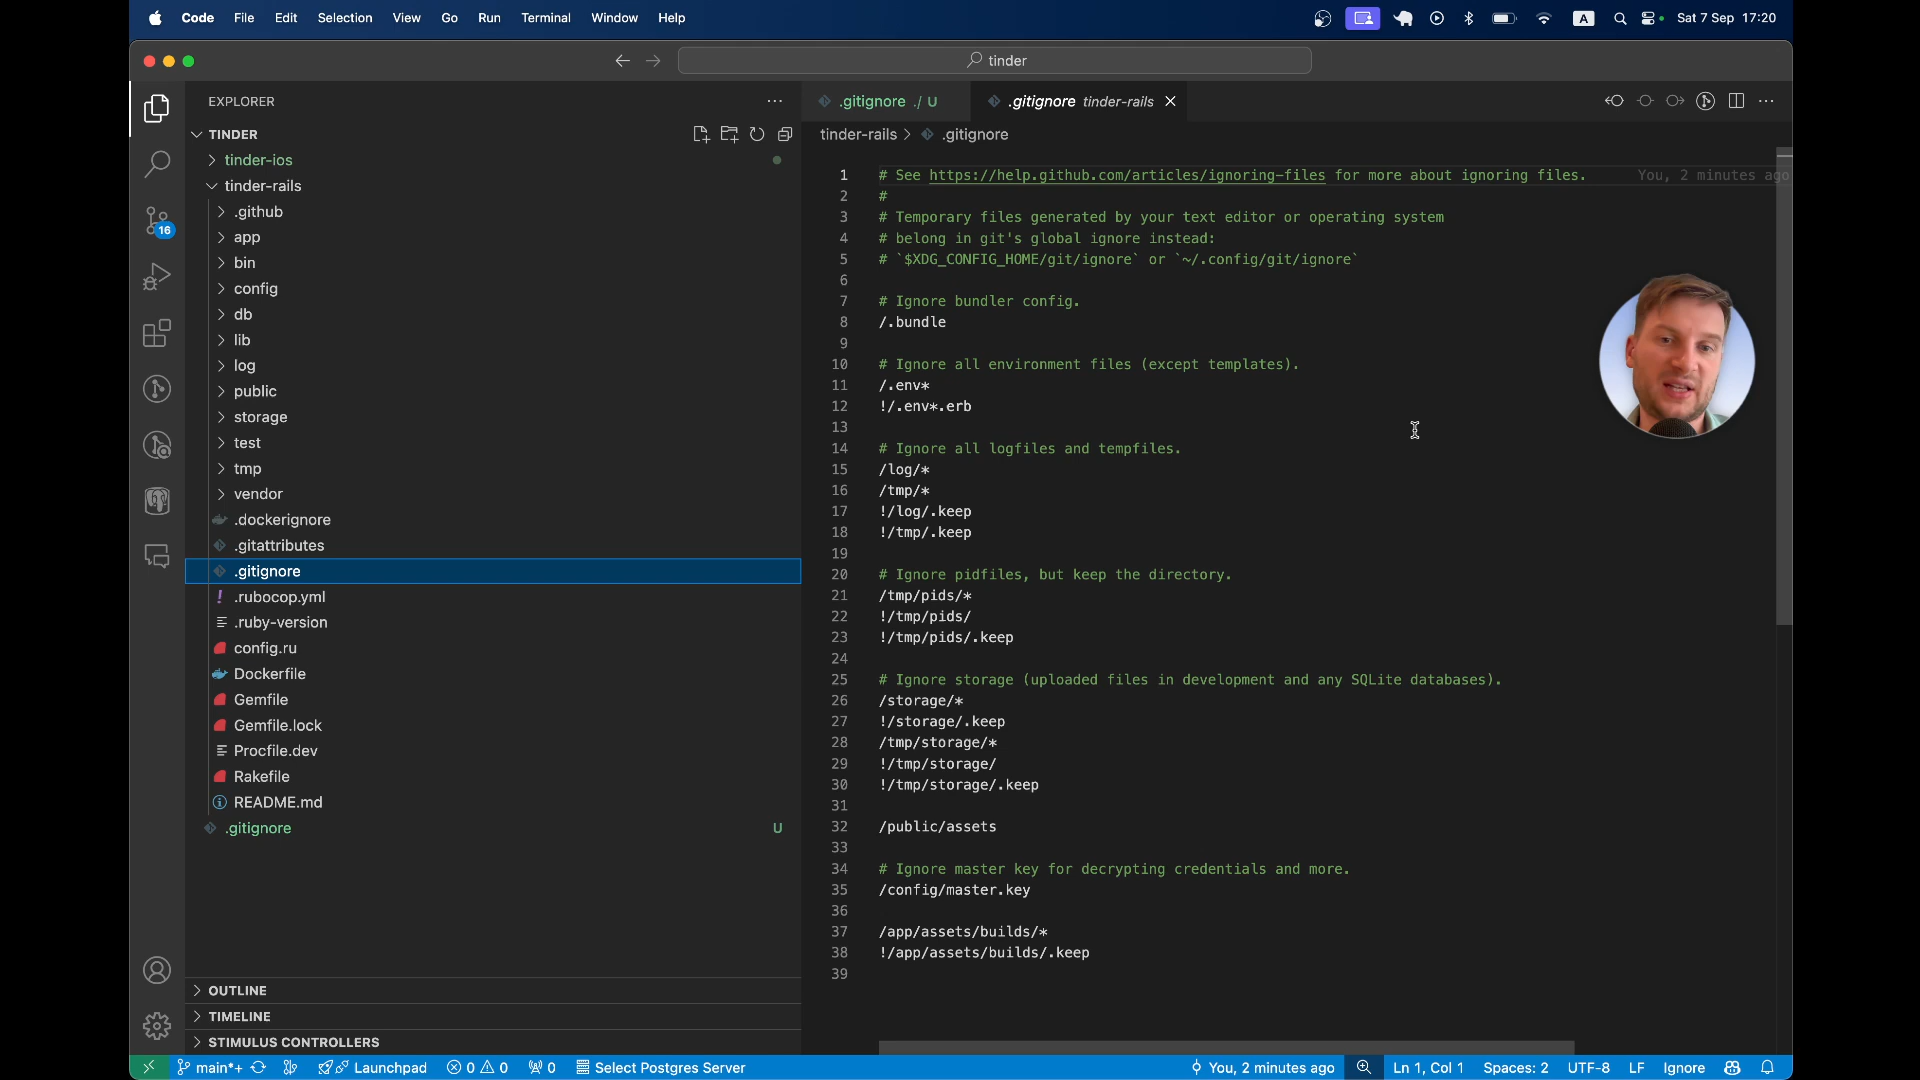 Code File Edit Selection View Go Run Terminal Window Help
A Sat 7 Sep 17:20
tinder
EXPLORER
TINDER
tinder-ios
tinder-rails
.github
app
bin
config
db
lib
log
public
storage
test
tmp
vendor
.dockerignore
.gitattributes
.gitignore
.rubocop.yml
.ruby-version
config.ru
Dockerfile
Gemfile
Gemfile.lock
Procfile.dev
Rakefile
README.md
.gitignore U
OUTLINE
TIMELINE
STIMULUS CONTROLLERS
16
.gitignore ./ U
.gitignore tinder-rails
tinder-rails > .gitignore
1 # See https://help.github.com/articles/ignoring-files for more about ignoring files. You, 2 minutes ago
2 #
3 # Temporary files generated by your text editor or operating system
4 # belong in git's global ignore instead:
5 # `$XDG_CONFIG_HOME/git/ignore` or `~/.config/git/ignore`
6
7 # Ignore bundler config.
8 /.bundle
9
10 # Ignore all environment files (except templates).
11 /.env*
12 !/.env*.erb
13
14 # Ignore all logfiles and tempfiles.
15 /log/*
16 /tmp/*
17 !/log/.keep
18 !/tmp/.keep
19
20 # Ignore pidfiles, but keep the directory.
21 /tmp/pids/*
22 !/tmp/pids/
23 !/tmp/pids/.keep
24
25 # Ignore storage (uploaded files in development and any SQLite databases).
26 /storage/*
27 !/storage/.keep
28 /tmp/storage/*
29 !/tmp/storage/
30 !/tmp/storage/.keep
31
32 /public/assets
33
34 # Ignore master key for decrypting credentials and more.
35 /config/master.key
36
37 /app/assets/builds/*
38 !/app/assets/builds/.keep
39
main*+ Launchpad 0 0 0 Select Postgres Server You, 2 minutes ago Ln 1, Col 1 Spaces: 2 UTF-8 LF Ignore